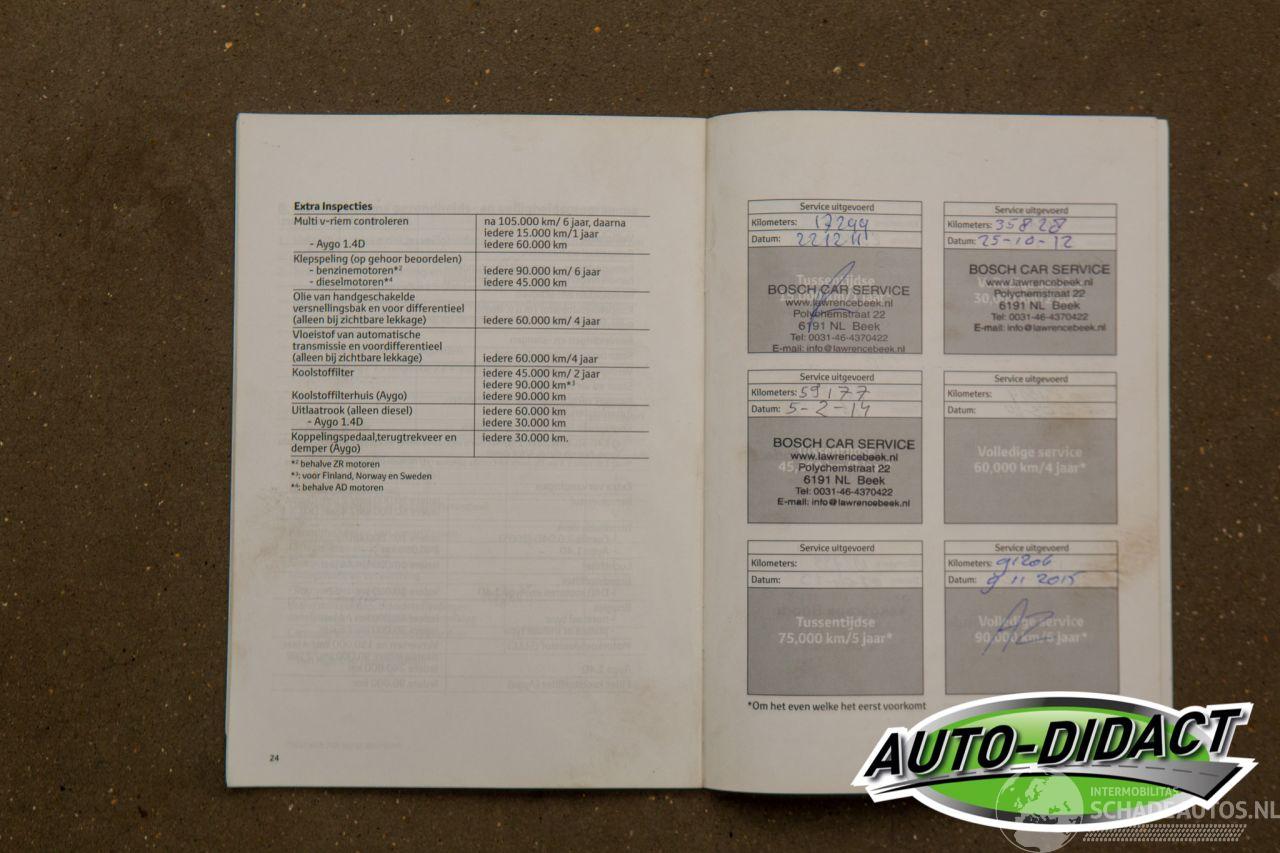 Extra Inspecties
Multi v-riem controleren na 105.000 km/ 6 jaar, daarna
iedere 15.000 km/1 jaar
- Aygo 1.4D iedere 60.000 km
Klepspeling (op gehoor beoordelen)
- benzinemotoren*2 iedere 90.000 km/ 6 jaar
- dieselmotoren*4 iedere 45.000 km
Olie van handgeschakelde
versnellingsbak en voor differentieel
(alleen bij zichtbare lekkage) iedere 60.000 km/ 4 jaar
Vloeistof van automatische
transmissie en voordifferentieel
(alleen bij zichtbare lekkage) iedere 60.000 km/4 jaar
Koolstoffilter iedere 45.000 km/ 2 jaar
iedere 90.000 km*3
Koolstoffilterhuis (Aygo) iedere 90.000 km
Uitlaatrook (alleen diesel) iedere 60.000 km
- Aygo 1.4D iedere 30.000 km
Koppelingspedaal,terugtrekveer en iedere 30.000 km.
demper (Aygo)
*2 behalve ZR motoren
*3: voor Finland, Norway en Sweden
*4: behalve AD motoren
24
Service uitgevoerd
Kilometers: 17299
Datum: 221211
Tussentijdse
BOSCH CAR SERVICE
www.lawrencebeek.nl
Polychemstraat 22
6191 NL Beek
Tel: 0031-46-4370422
E-mail: info@lawrencebeek.nl
Service uitgevoerd
Kilometers: 35828
Datum: 25-10-12
BOSCH CAR SERVICE
www.lawrencebeek.nl
Polychemstraat 22
6191 NL Beek
Tel: 0031-46-4370422
E-mail: info@lawrencebeek.nl
Service uitgevoerd
Kilometers: 59177
Datum: 5-2-14
BOSCH CAR SERVICE
www.lawrencebeek.nl
Polychemstraat 22
6191 NL Beek
Tel: 0031-46-4370422
E-mail: info@lawrencebeek.nl
Service uitgevoerd
Kilometers:
Datum:
Volledige service
60,000 km/4 jaar*
Service uitgevoerd
Kilometers:
Datum:
Tussentijdse
75,000 km/5 jaar*
Service uitgevoerd
Kilometers: 91206
Datum: 9 11 2015
Volledige service
90,000 km/6 jaar*
*Om het even welke het eerst voorkomt
AUTO-DIDACT
INTERMOBILITAS
SCHADEAUTOS.NL